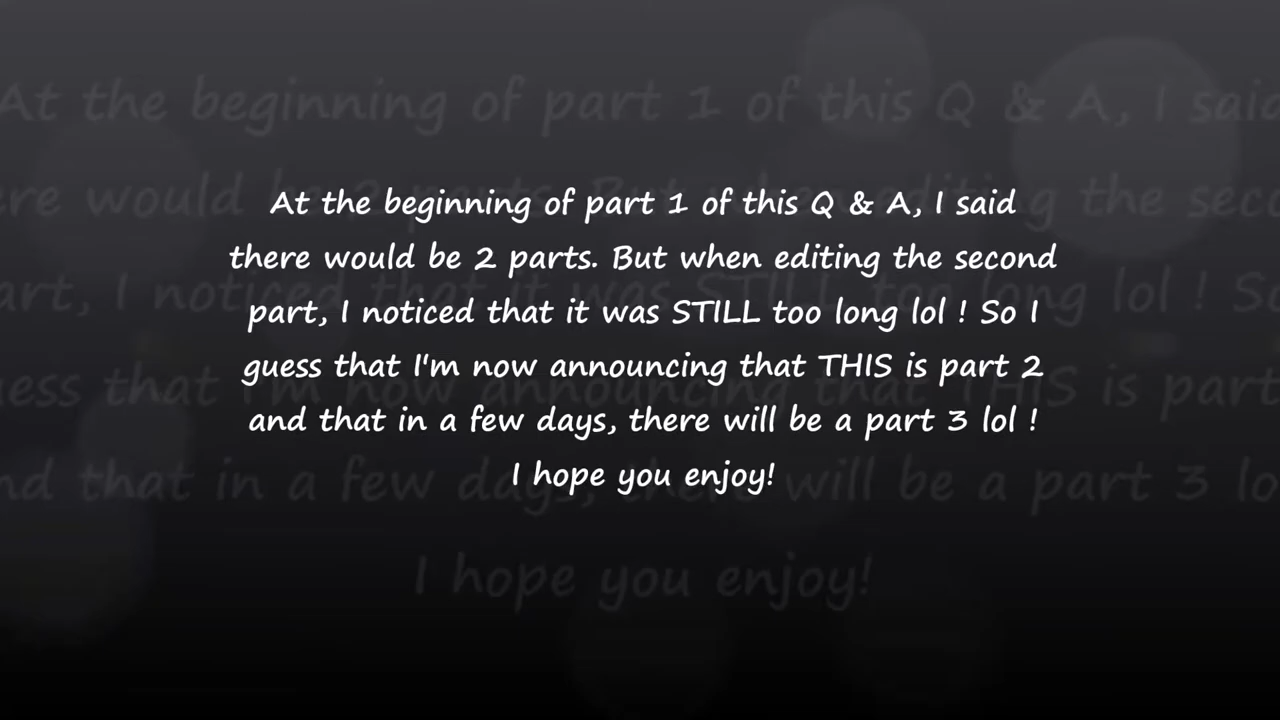 At the beginning of part 1 of this Q & A, I said
there would be 2 parts. But when editing the second
part, I noticed that it was STILL too long lol ! So I
guess that I'm now announcing that THIS is part 2
and that in a few days, there will be a part 3 lol !
I hope you enjoy!